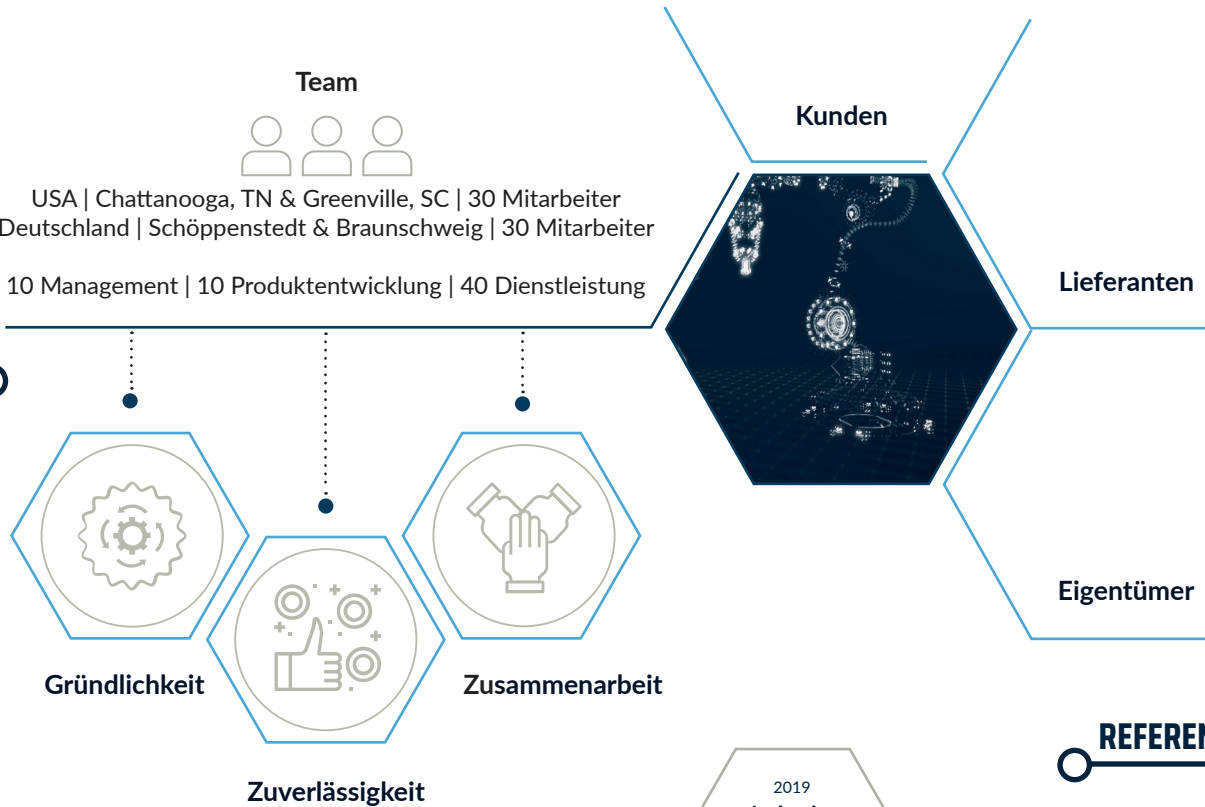 Team
USA | Chattanooga, TN & Greenville, SC | 30 Mitarbeiter
Deutschland | Schöppenstedt & Braunschweig | 30 Mitarbeiter
10 Management | 10 Produktentwicklung | 40 Dienstleistung
Kunden
Lieferanten
Eigentümer
Gründlichkeit
Zusammenarbeit
Zuverlässigkeit
2019